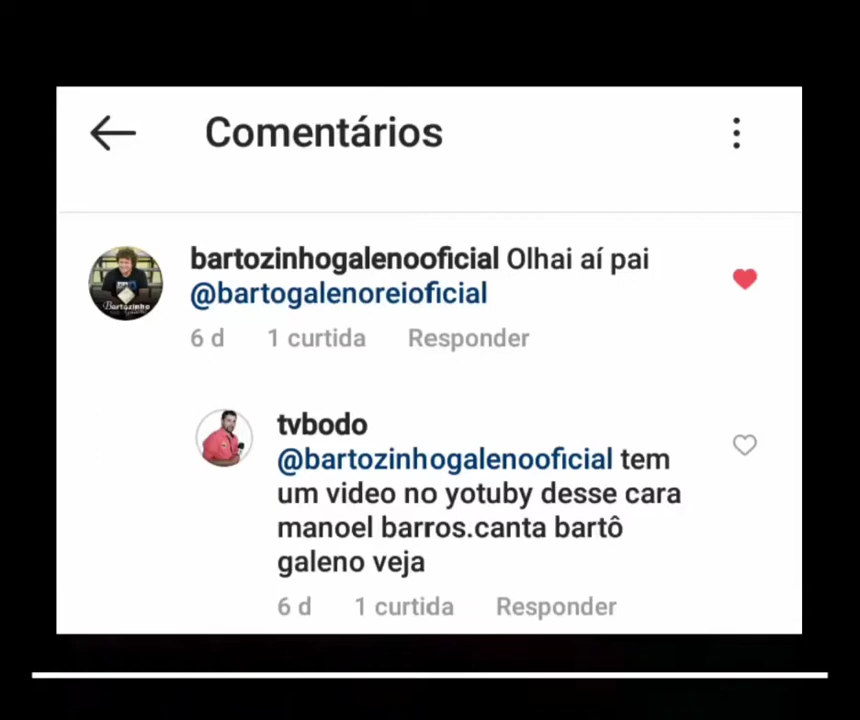 Comentários
bartozinhogalenooficial Olhai aí pai
@bartogalenoreioficial
6 d 1 curtida Responder
Bartozinho
tvbodo
@bartozinhogalenooficial tem
um video no yotuby desse cara
manoel barros.canta bartô
galeno veja
6 d 1 curtida Responder